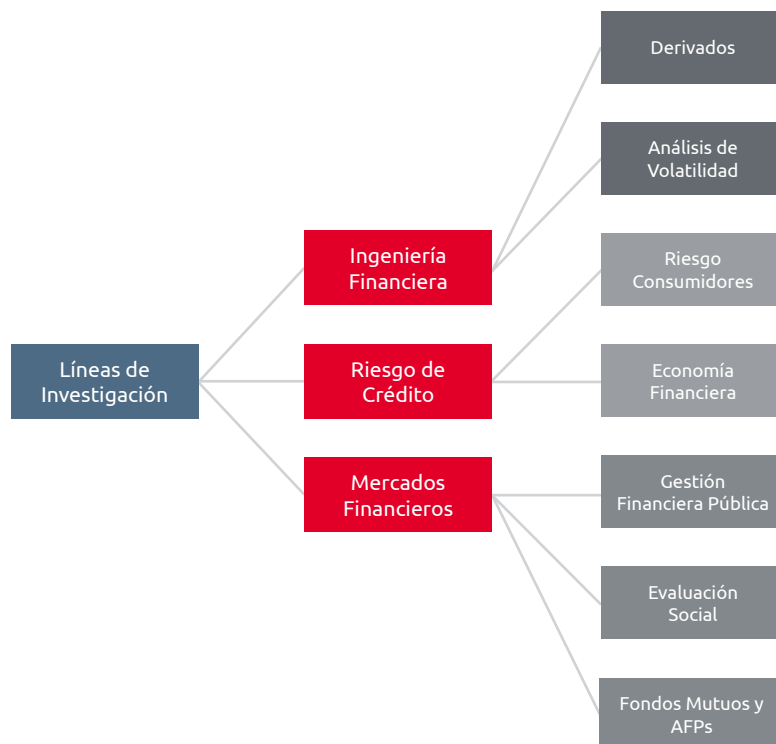 Líneas de
Investigación
Ingeniería
Financiera
Riesgo de
Crédito
Mercados
Financieros
Derivados
Análisis de
Volatilidad
Riesgo
Consumidores
Economía
Financiera
Gestión
Financiera Pública
Evaluación
Social
Fondos Mutuos y
AFPs